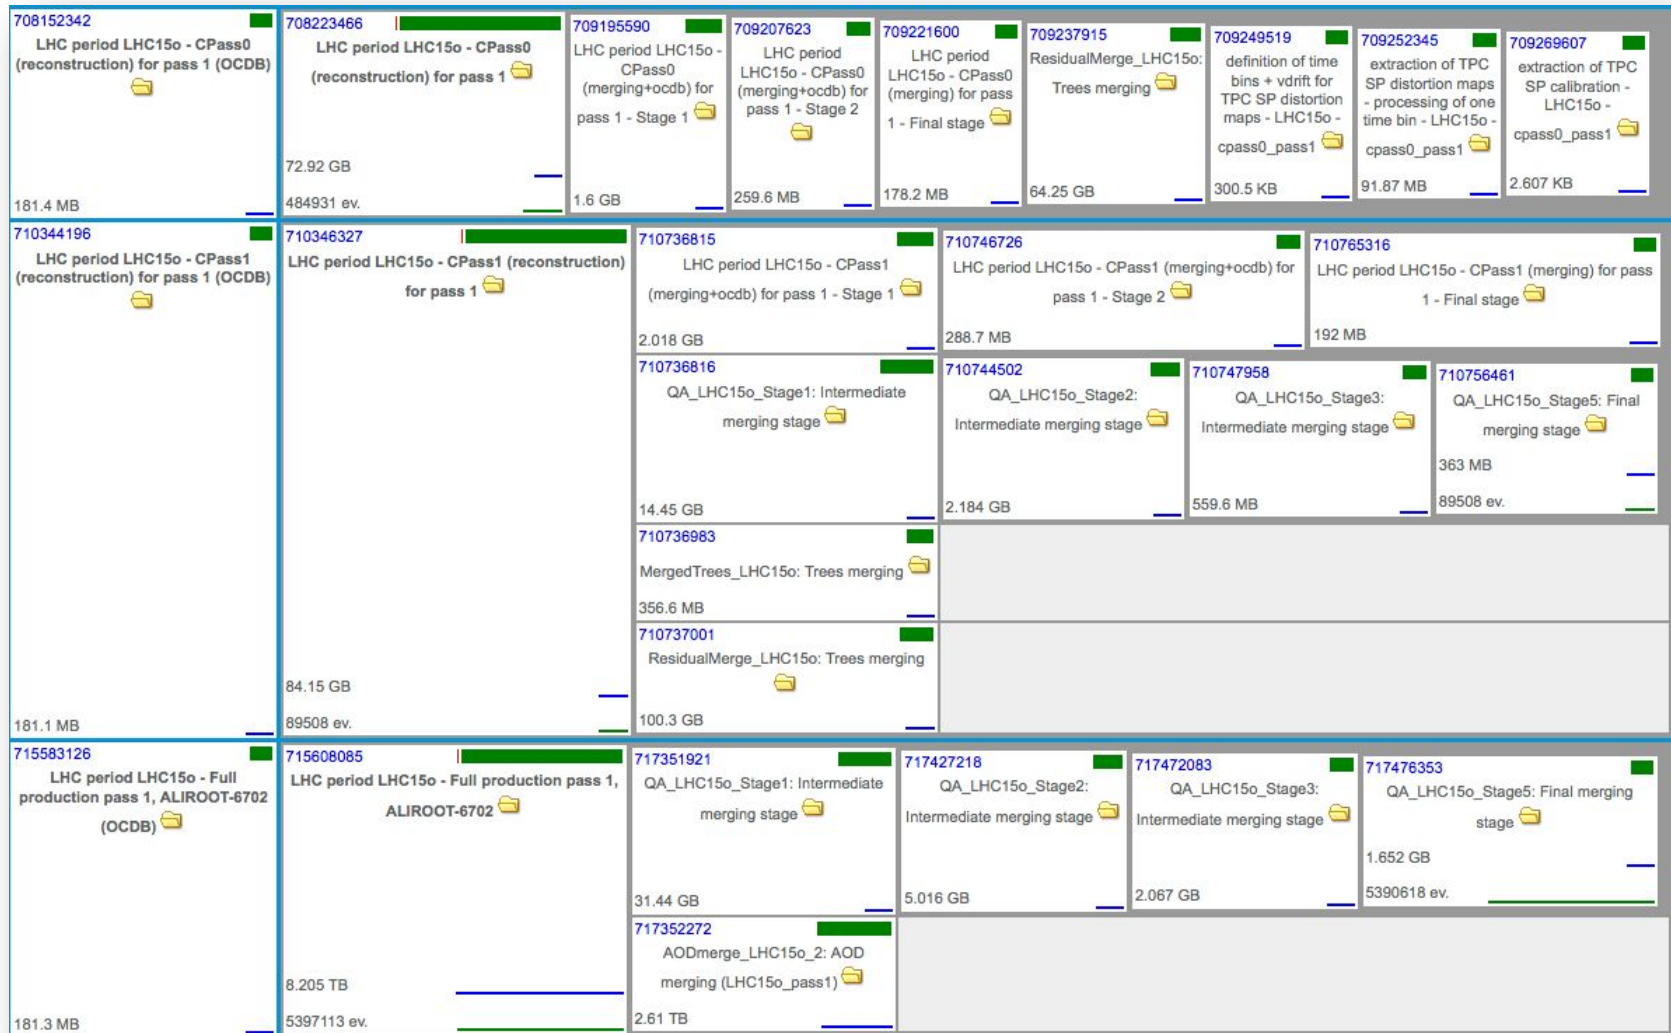 708152342
LHC period LHC15o - CPass0
(reconstruction) for pass 1 (OCDB)
181.4 MB
708223466
LHC period LHC15o - CPass0
(reconstruction) for pass 1
72.92 GB
484931 ev.
709195590
LHC period LHC15o -
CPass0
(merging+ocdb) for
pass 1 - Stage 1
1.6 GB
709207623
LHC period
LHC15o - CPass0
(merging+ocdb) for
pass 1 - Stage 2
259.6 MB
709221600
LHC period
LHC15o - CPass0
(merging) for pass
1 - Final stage
178.2 MB
709237915
ResidualMerge_LHC15o:
Trees merging
64.25 GB
709249519
definition of time
bins + vdrift for
TPC SP distortion
maps - LHC15o -
cpass0_pass1
300.5 KB
709252345
extraction of TPC
SP distortion maps
- processing of one
time bin - LHC15o -
cpass0_pass1
91.87 MB
709269607
extraction of TPC
SP calibration -
LHC15o -
cpass0_pass1
2.607 KB
710344196
LHC period LHC15o - CPass1
(reconstruction) for pass 1 (OCDB)
181.1 MB
710346327
LHC period LHC15o - CPass1 (reconstruction)
for pass 1
84.15 GB
89508 ev.
710736815
LHC period LHC15o - CPass1
(merging+ocdb) for pass 1 - Stage 1
2.018 GB
710746726
LHC period LHC15o - CPass1 (merging+ocdb) for
pass 1 - Stage 2
288.7 MB
710765316
LHC period LHC15o - CPass1 (merging) for pass
1 - Final stage
192 MB
710736816
QA_LHC15o_Stage1: Intermediate
merging stage
14.45 GB
710744502
QA_LHC15o_Stage2:
Intermediate merging stage
2.184 GB
710747958
QA_LHC15o_Stage3:
Intermediate merging stage
559.6 MB
710756461
QA_LHC15o_Stage5: Final
merging stage
363 MB
89508 ev.
710736983
MergedTrees_LHC15o: Trees merging
356.6 MB
710737001
ResidualMerge_LHC15o: Trees merging
100.3 GB
715583126
LHC period LHC15o - Full
production pass 1, ALIROOT-6702
(OCDB)
181.3 MB
715608085
LHC period LHC15o - Full production pass 1,
ALIROOT-6702
8.205 TB
5397113 ev.
717351921
QA_LHC15o_Stage1: Intermediate
merging stage
31.44 GB
717427218
QA_LHC15o_Stage2:
Intermediate merging stage
5.016 GB
717472083
QA_LHC15o_Stage3:
Intermediate merging stage
2.067 GB
717476353
QA_LHC15o_Stage5: Final merging
stage
1.652 GB
5390618 ev.
717352272
AODmerge_LHC15o_2: AOD
merging (LHC15o_pass1)
2.61 TB